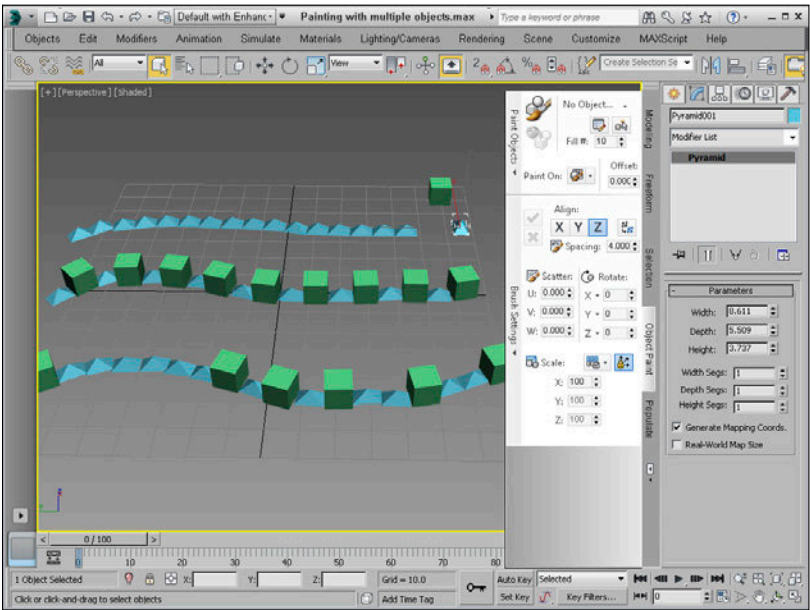 Default with Enhanc
Painting with multiple objects.max
Type a keyword or phrase
Objects Edit Modifiers Animation Simulate Materials Lighting/Cameras Rendering Scene Customize MAXScript Help
All
View
Create Selection Se
[+] [Perspective] [Shaded]
Paint Objects
No Object...
Fill #: 10
Paint On:
Offset:
0.00C
Brush Settings
Align:
X Y Z
Spacing: 4.000
Scatter: Rotate:
U: 0.000 X 0
V: 0.000 Y 0
W: 0.000 Z 0
Scale:
X: 100
Y: 100
Z: 100
Modeling
Freeform
Selection
Object Paint
Populate
Pyramid001
Modifier List
Pyramid
- Parameters
Width: 8.611
Depth: 5.509
Height: 3.737
Width Segs: 1
Depth Segs: 1
Height Segs: 1
Generate Mapping Coords.
Real-World Map Size
0 / 100
0 10 20 30 40 50 60 70 80
1 Object Selected X: Y: Z: Grid = 10.0 Auto Key Selected
Click or click-and-drag to select objects Add Time Tag Set Key Key Filters... 0